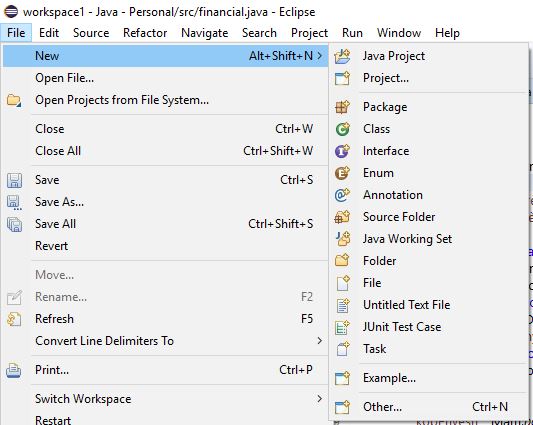 workspace1 - Java - Personal/src/financial.java - Eclipse
File Edit Source Refactor Navigate Search Project Run Window Help
New Alt+Shift+N >
Open File...
Open Projects from File System...
Close Ctrl+W
Close All Ctrl+Shift+W
Save Ctrl+S
Save As...
Save All Ctrl+Shift+S
Revert
Move...
Rename... F2
Refresh F5
Convert Line Delimiters To >
Print... Ctrl+P
Switch Workspace >
Restart
Java Project
Project...
Package
Class
Interface
Enum
Annotation
Source Folder
Java Working Set
Folder
File
Untitled Text File
JUnit Test Case
Task
Example...
Other... Ctrl+N